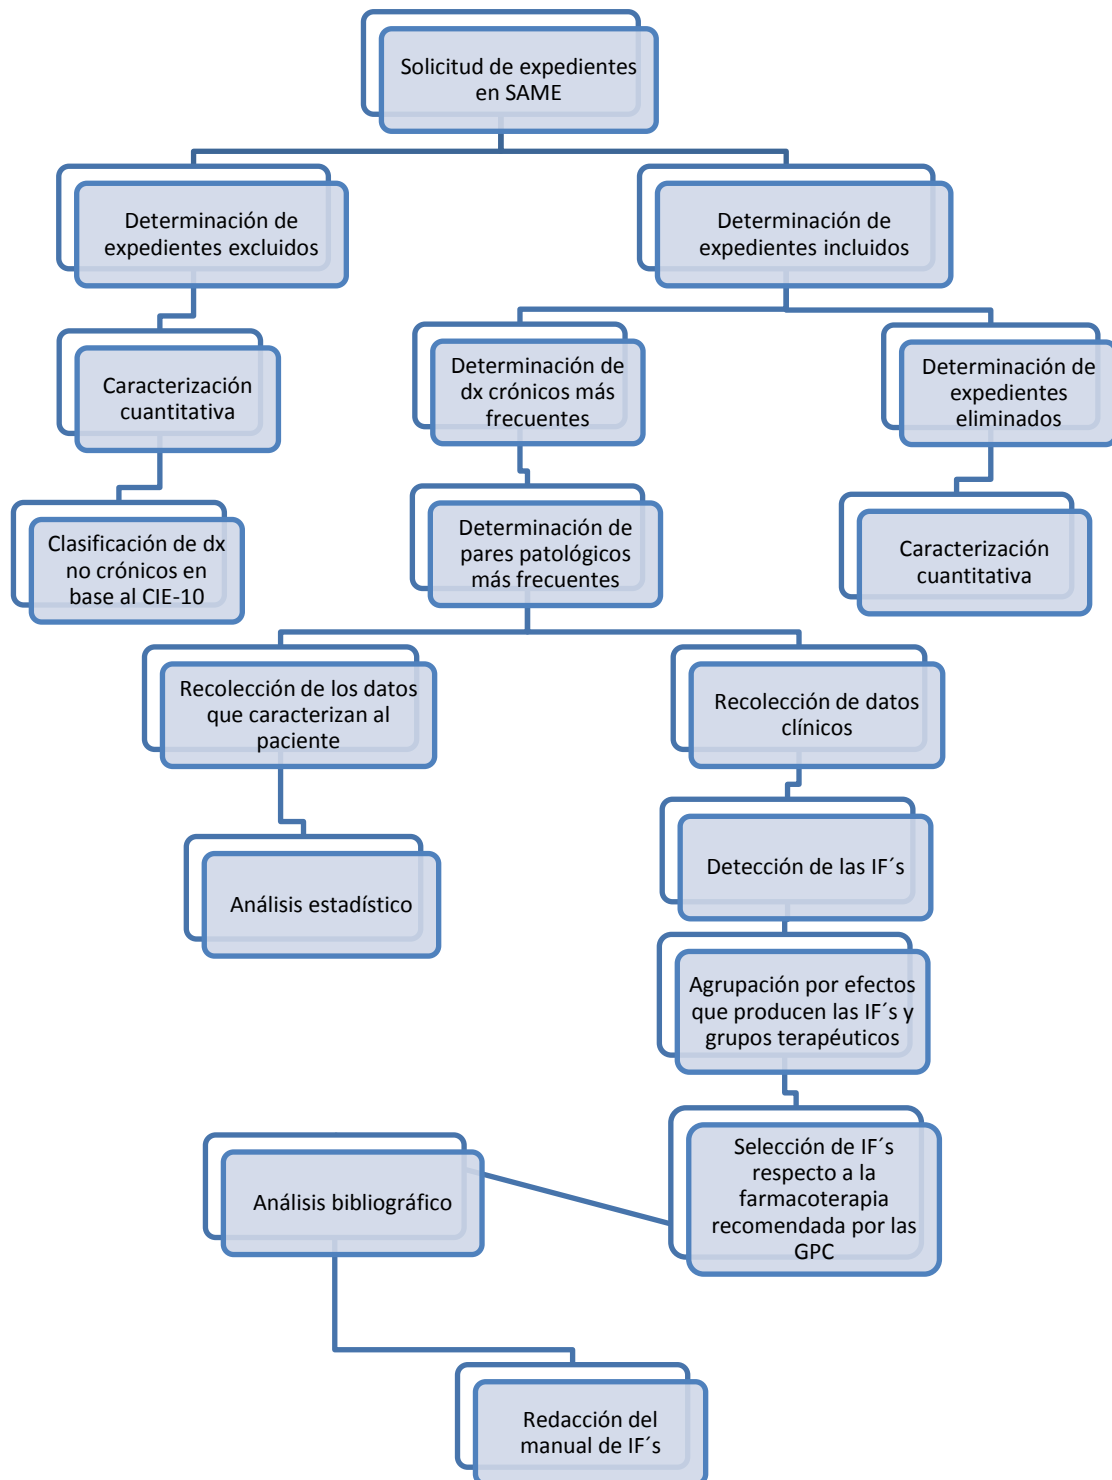 Solicitud de expedientes
en SAME
Determinación de
expedientes excluidos
Determinación de
expedientes incluidos
Caracterización
cuantitativa
Determinación de
dx crónicos más
frecuentes
Determinación de
expedientes
eliminados
Clasificación de dx
no crónicos en
base al CIE-10
Determinación de
pares patológicos
más frecuentes
Caracterización
cuantitativa
Recolección de los datos
que caracterizan al
paciente
Recolección de datos
clínicos
Análisis estadístico
Detección de las IF´s
Agrupación por efectos
que producen las IF´s y
grupos terapéuticos
Selección de IF´s
respecto a la
farmacoterapia
recomendada por las
GPC
Análisis bibliográfico
Redacción del
manual de IF´s